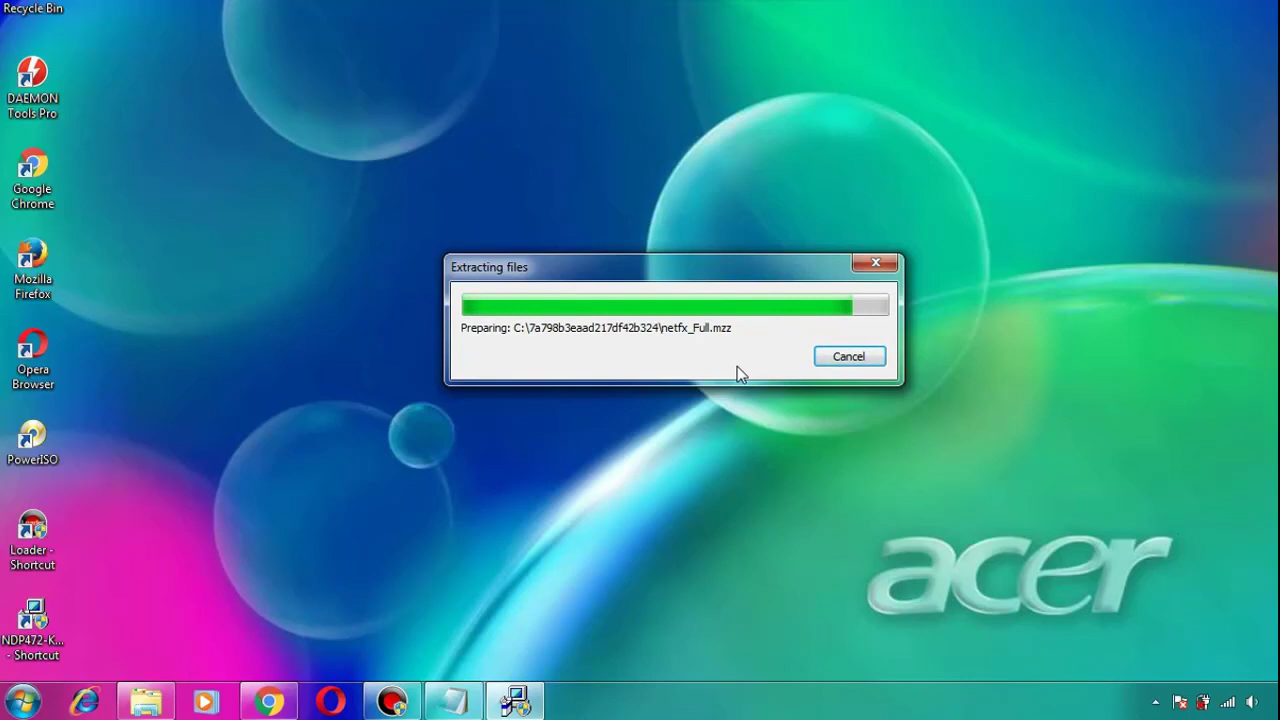 Recycle Bin
DAEMON
Tools Pro
Google
Chrome
Mozilla
Firefox
Opera
Browser
PowerISO
Loader -
Shortcut
NDP472-K...
- Shortcut
Extracting files
Preparing: C:\7a798b3eaad217df42b324\netfx_Full.mzz
Cancel
acer